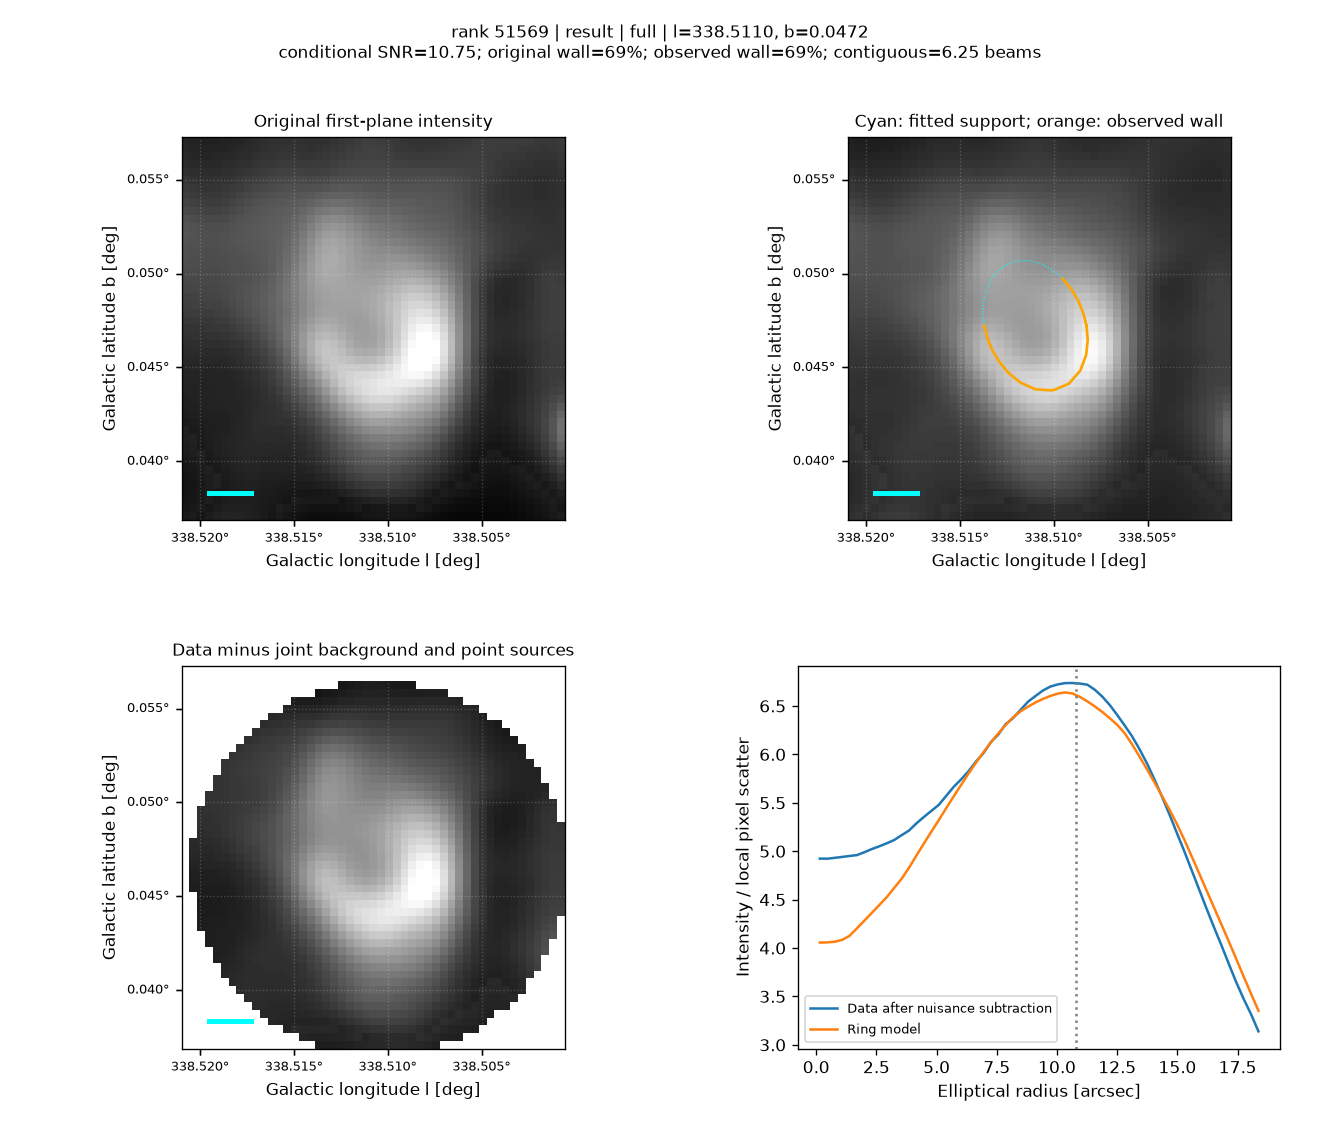 rank 51569 | result | full | l=338.5110, b=0.0472
conditional SNR=10.75; original wall=69%; observed wall=69%; contiguous=6.25 beams
Original first-plane intensity
0.055°
0.050°
0.045°
0.040°
Galactic latitude b [deg]
338.520°
338.515°
338.510°
338.505°
Galactic longitude l [deg]
Cyan: fitted support; orange: observed wall
0.055°
0.050°
0.045°
0.040°
Galactic latitude b [deg]
338.520°
338.515°
338.510°
338.505°
Galactic longitude l [deg]
Data minus joint background and point sources
0.055°
0.050°
0.045°
0.040°
Galactic latitude b [deg]
338.520°
338.515°
338.510°
338.505°
Galactic longitude l [deg]
6.5
6.0
5.5
5.0
4.5
4.0
3.5
3.0
Intensity / local pixel scatter
Data after nuisance subtraction
Ring model
0.0
2.5
5.0
7.5
10.0
12.5
15.0
17.5
Elliptical radius [arcsec]